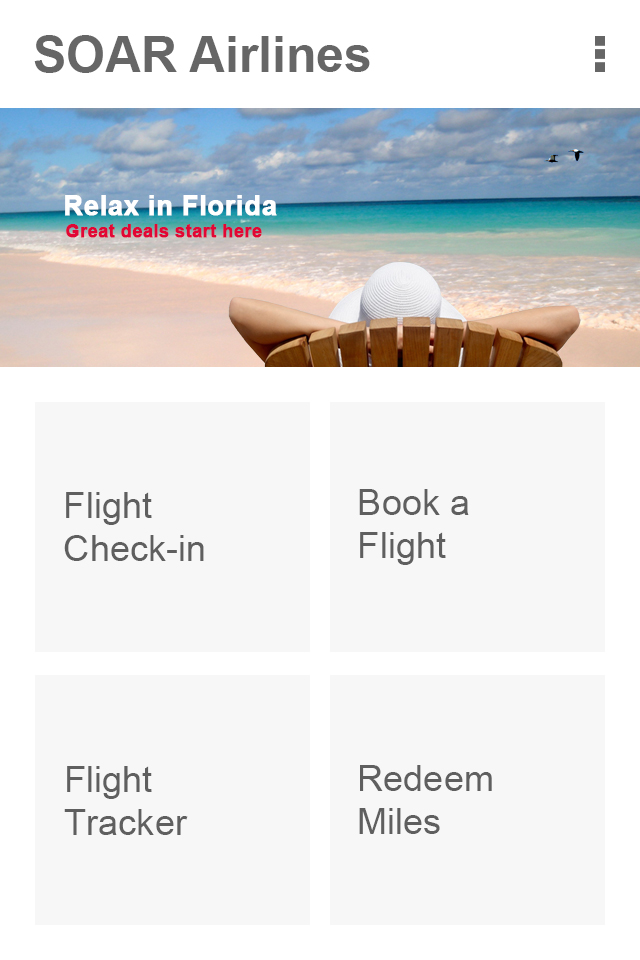 SOAR Airlines
Relax in Florida
Great deals start here
Flight
Check-in
Book a
Flight
Flight
Tracker
Redeem
Miles